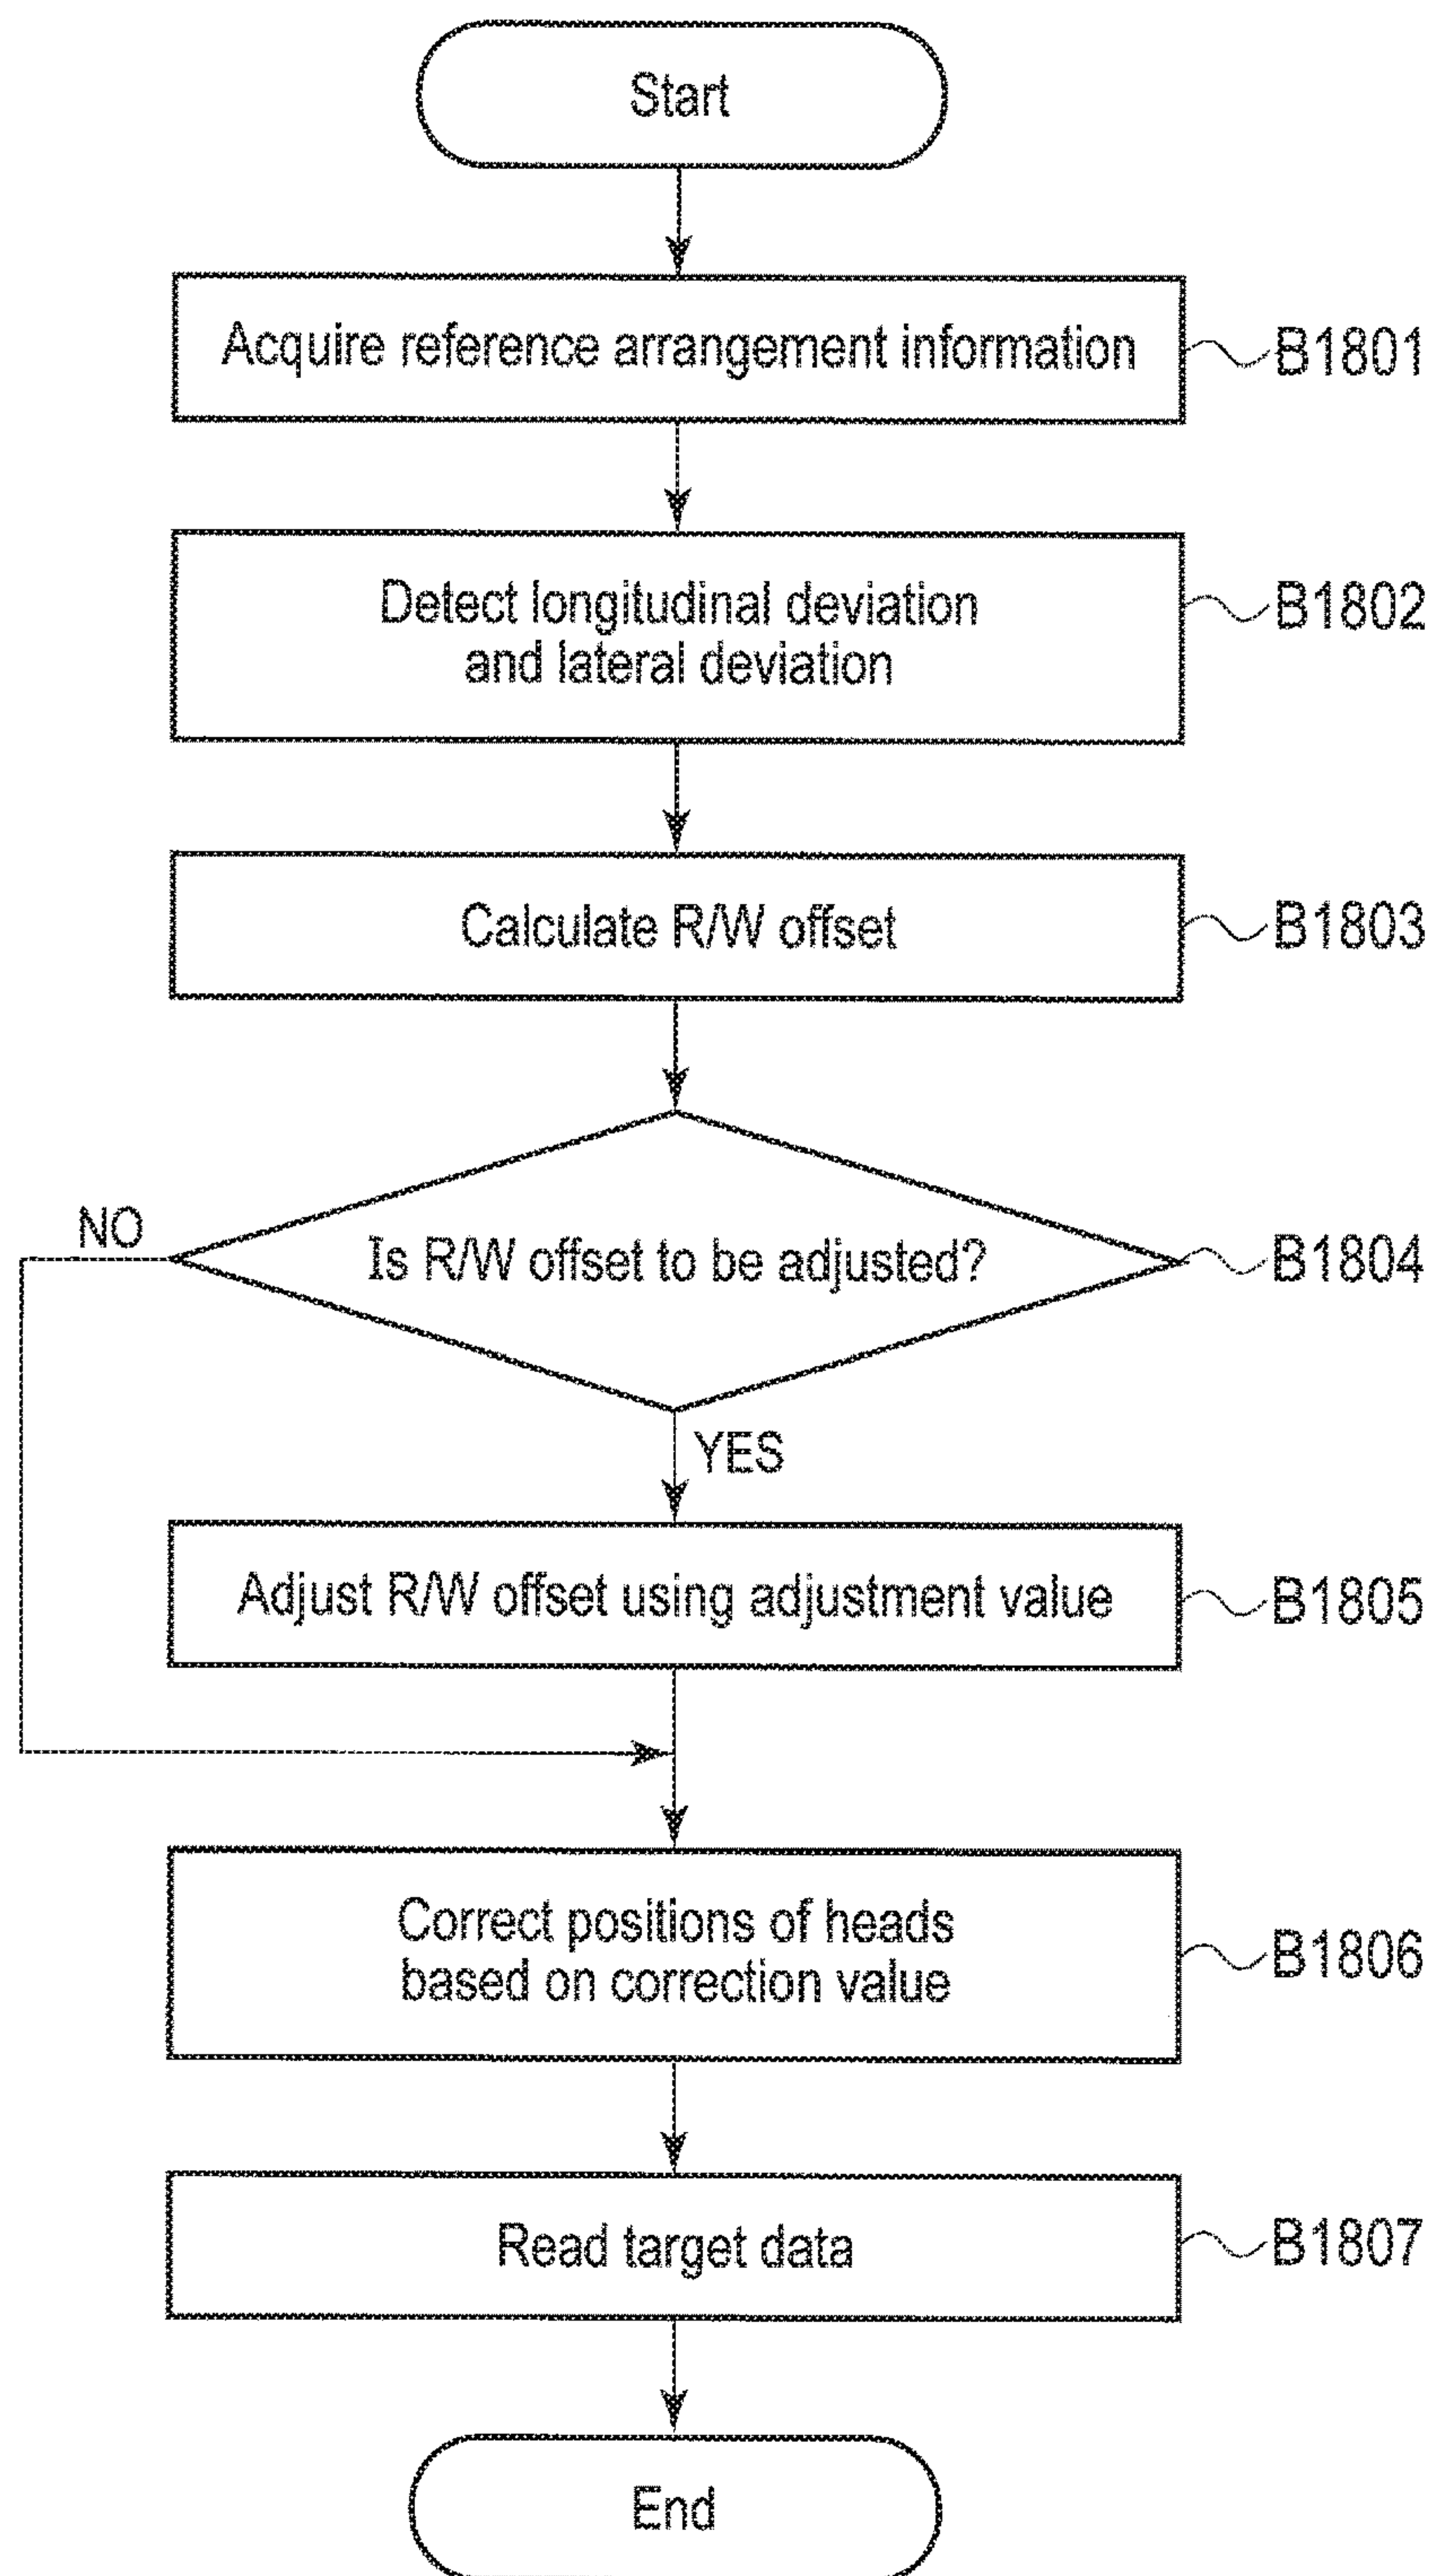 Start
Acquire reference arrangement information
B1801
Detect longitudinal deviation
and lateral deviation
B1802
Calculate R/W offset
B1803
NO
Is R/W offset to be adjusted?
B1804
YES
Adjust R/W offset using adjustment value
B1805
Correct positions of heads
based on correction value
B1806
Read target data
B1807
End